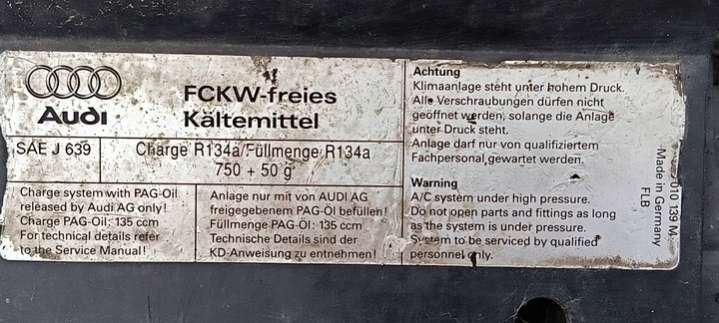 Audi
FCKW-freies
Kältemittel
SAE J 639
Charge R134a/Füllmenge R134a
750 + 50 g
Charge system with PAG-Oil
released by Audi AG only!
Charge PAG-Oil: 135 ccm
For technical details refer
to the Service Manual!
Anlage nur mit von AUDI AG
freigegebenem PAG-Öl befüllen!
Füllmenge PAG-Öl: 135 ccm
Technische Details sind der
KD-Anweisung zu entnehmen!
Achtung
Klimaanlage steht unter hohem Druck.
Alle Verschraubungen dürfen nicht
geöffnet werden, solange die Anlage
unter Druck steht.
Anlage darf nur von qualifiziertem
Fachpersonal gewartet werden.
Warning
A/C system under high pressure.
Do not open parts and fittings as long
as the system is under pressure.
System to be serviced by qualified
personnel only.
010 139 M
Made in Germany
FLB